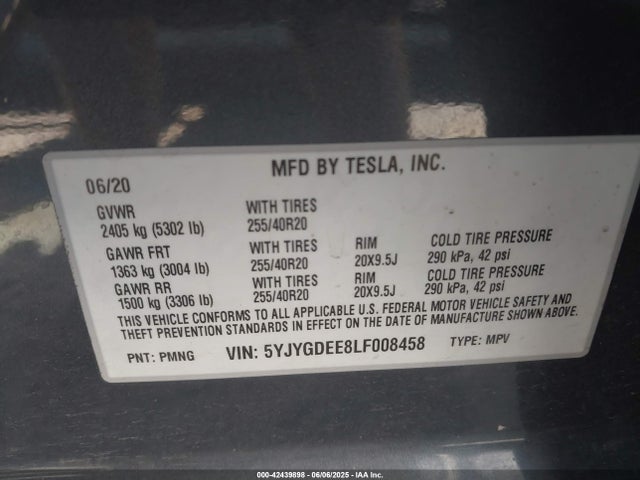 MFD BY TESLA, INC.
06/20
GVWR WITH TIRES
2405 kg (5302 lb) 255/40R20
GAWR FRT WITH TIRES RIM COLD TIRE PRESSURE
1363 kg (3004 lb) 255/40R20 20X9.5J 290 kPa, 42 psi
GAWR RR WITH TIRES RIM COLD TIRE PRESSURE
1500 kg (3306 lb) 255/40R20 20X9.5J 290 kPa, 42 psi
THIS VEHICLE CONFORMS TO ALL APPLICABLE U.S. FEDERAL MOTOR VEHICLE SAFETY AND
THEFT PREVENTION STANDARDS IN EFFECT ON THE DATE OF MANUFACTURE SHOWN ABOVE.
PNT: PMNG VIN: 5YJYGDEE8LF008458 TYPE: MPV
000-42439898 - 06/06/2025 - IAA Inc.